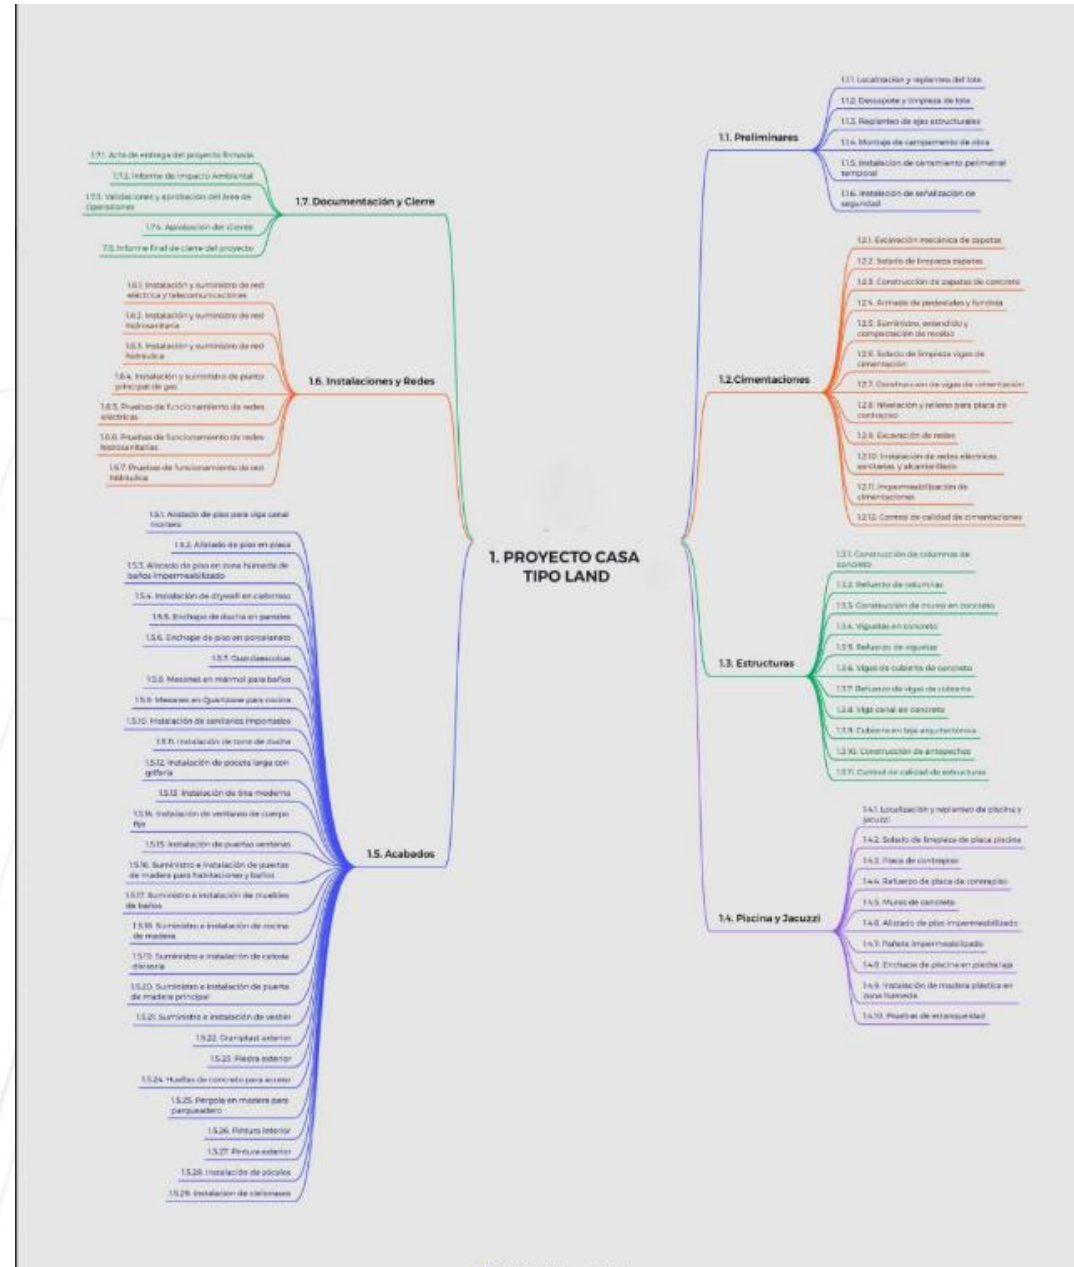 1. PROYECTO CASA
TIPO LAND
1.1. Preliminares
1.1.1. Localización y replanteo del lote
1.1.2. Descapote y limpieza de lote
1.1.3. Replanteo de ejes estructurales
1.1.4. Montaje de campamento de obra
1.1.5. Instalación de cerramiento perimetral
temporal
1.1.6. Instalación de señalización de
seguridad
1.2.Cimentaciones
1.2.1. Excavación mecánica de zapatas
1.2.2. Solado de limpieza zapatas
1.2.3. Construcción de zapatas de concreto
1.2.4. Armado de pedestales y fundida
1.2.5. Suministro, extendido y
compactación de recebo
1.2.6. Solado de limpieza vigas de
cimentación
1.2.7. Construcción de vigas de cimentación
1.2.8. Nivelación y relleno para placa de
contrapiso
1.2.9. Excavación de redes
1.2.10. Instalación de redes eléctricas,
sanitarias y alcantarillado
1.2.11. Impermeabilización de
cimentaciones
1.2.12. Control de calidad de cimentaciones
1.3. Estructuras
1.3.1. Construcción de columnas de
concreto
1.3.2. Refuerzo de columnas
1.3.3. Construcción de muros en concreto
1.3.4. Viguetas en concreto
1.3.5. Refuerzo de viguetas
1.3.6. Vigas de cubierta de concreto
1.3.7. Refuerzo de vigas de cubierta
1.3.8. Viga canal en concreto
1.3.9. Cubierta en teja arquitectónica
1.2.10. Construcción de antepechos
1.3.11. Control de calidad de estructuras
1.4. Piscina y Jacuzzi
1.4.1. Localización y replanteo de piscina y
jacuzzi
1.4.2. Solado de limpieza de placa piscina
1.4.3. Placa de contrapiso
1.4.4. Refuerzo de placa de contrapiso
1.4.5. Muros de concreto
1.4.6. Alistado de piso impermeabilizado
1.4.7. Pañete impermeabilizado
1.4.8. Enchape de piscina en piedra laja
1.4.9. Instalación de madera plástica en
zona húmeda
1.4.10. Pruebas de estanqueidad
1.7. Documentación y Cierre
1.7.1. Acta de entrega del proyecto firmada
1.7.2. Informe de Impacto Ambiental
1.7.3. Validaciones y aprobación del Área de
Operaciones
1.7.4. Aprobación del cliente
7.5. Informe final de cierre del proyecto
1.6. Instalaciones y Redes
1.6.1. Instalación y suministro de red
eléctrica y telecomunicaciones
1.6.2. Instalación y suministro de red
hidrosanitaria
1.6.3. Instalación y suministro de red
hidráulica
1.6.4. Instalación y suministro de punto
principal de gas
1.6.5. Pruebas de funcionamiento de redes
eléctricas
1.6.6. Pruebas de funcionamiento de redes
hidrosanitarias
1.6.7. Pruebas de funcionamiento de red
hidráulica
1.5. Acabados
1.5.1. Alistado de piso para viga canal
mortero
1.5.2. Alistado de piso en placa
1.5.3. Alistado de piso en zona húmeda de
baños impermeabilizado
1.5.4. Instalación de drywall en cielorraso
1.5.5. Enchape de ducha en paredes
1.5.6. Enchape de piso en porcelanato
1.5.7. Guardaescobas
1.5.8. Mesones en mármol para baños
1.5.9. Mesones en Quartzone para cocina
1.5.10. Instalación de sanitarios importados
1.5.11. Instalación de torre de ducha
1.5.12. Instalación de poceta larga con
grifería
1.5.13. Instalación de tina moderna
1.5.14. Instalación de ventanas de cuerpo
fijo
1.5.15. Instalación de puertas ventanas
1.5.16. Suministro e instalación de puertas
de madera para habitaciones y baños
1.5.17. Suministro e instalación de muebles
de baños
1.5.18. Suministro e instalación de cocina
de madera
1.5.19. Suministro e instalación de celosía
divisoria
1.5.20. Suministro e instalación de puerta
de madera principal
1.5.21. Suministro e instalación de vestier
1.5.22. Graniplast exterior
1.5.23. Piedra exterior
1.5.24. Huellas de concreto para acceso
1.5.25. Pérgola en madera para
parqueadero
1.5.26. Pintura interior
1.5.27. Pintura exterior
1.5.28. Instalación de zócalos
1.5.29. Instalación de cielorrasos